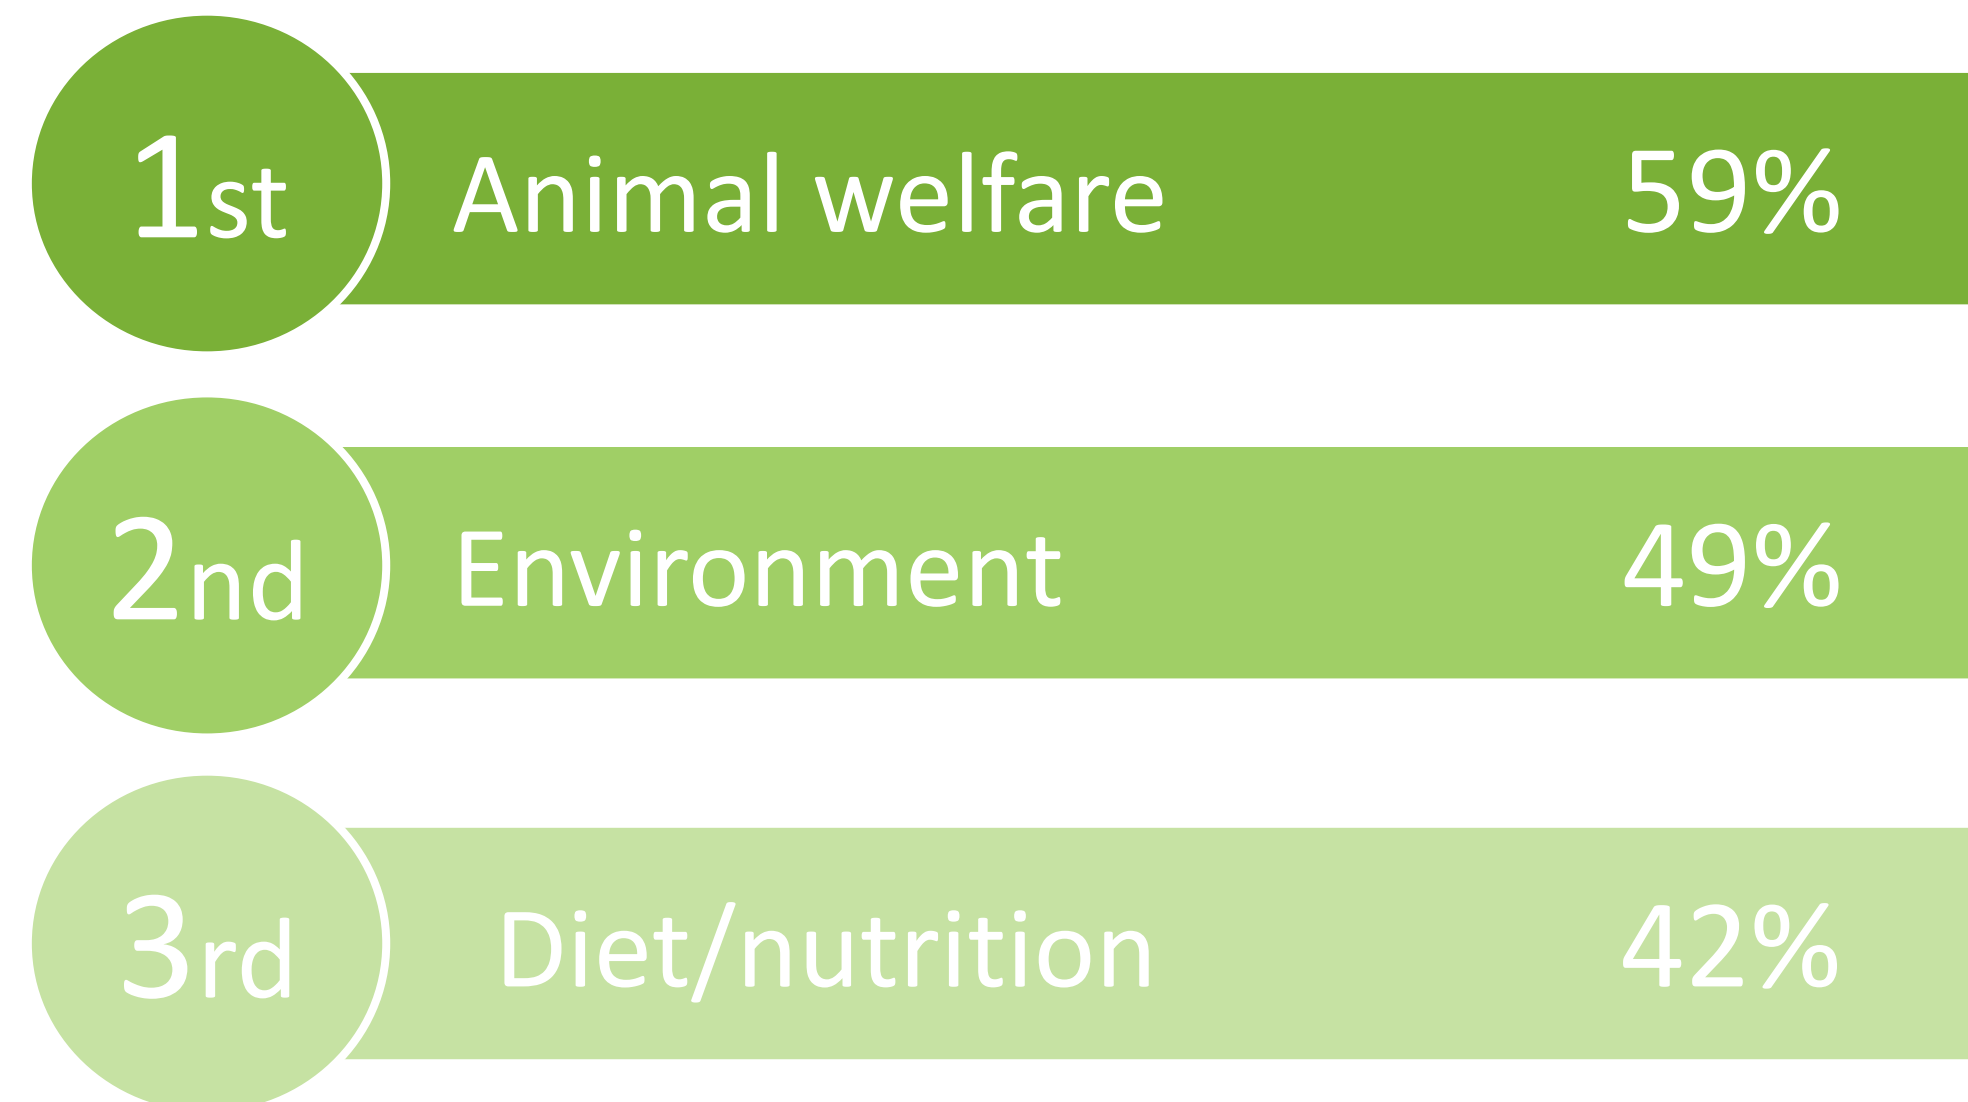 1st Animal welfare 59%
2nd Environment 49%
3rd Diet/nutrition 42%